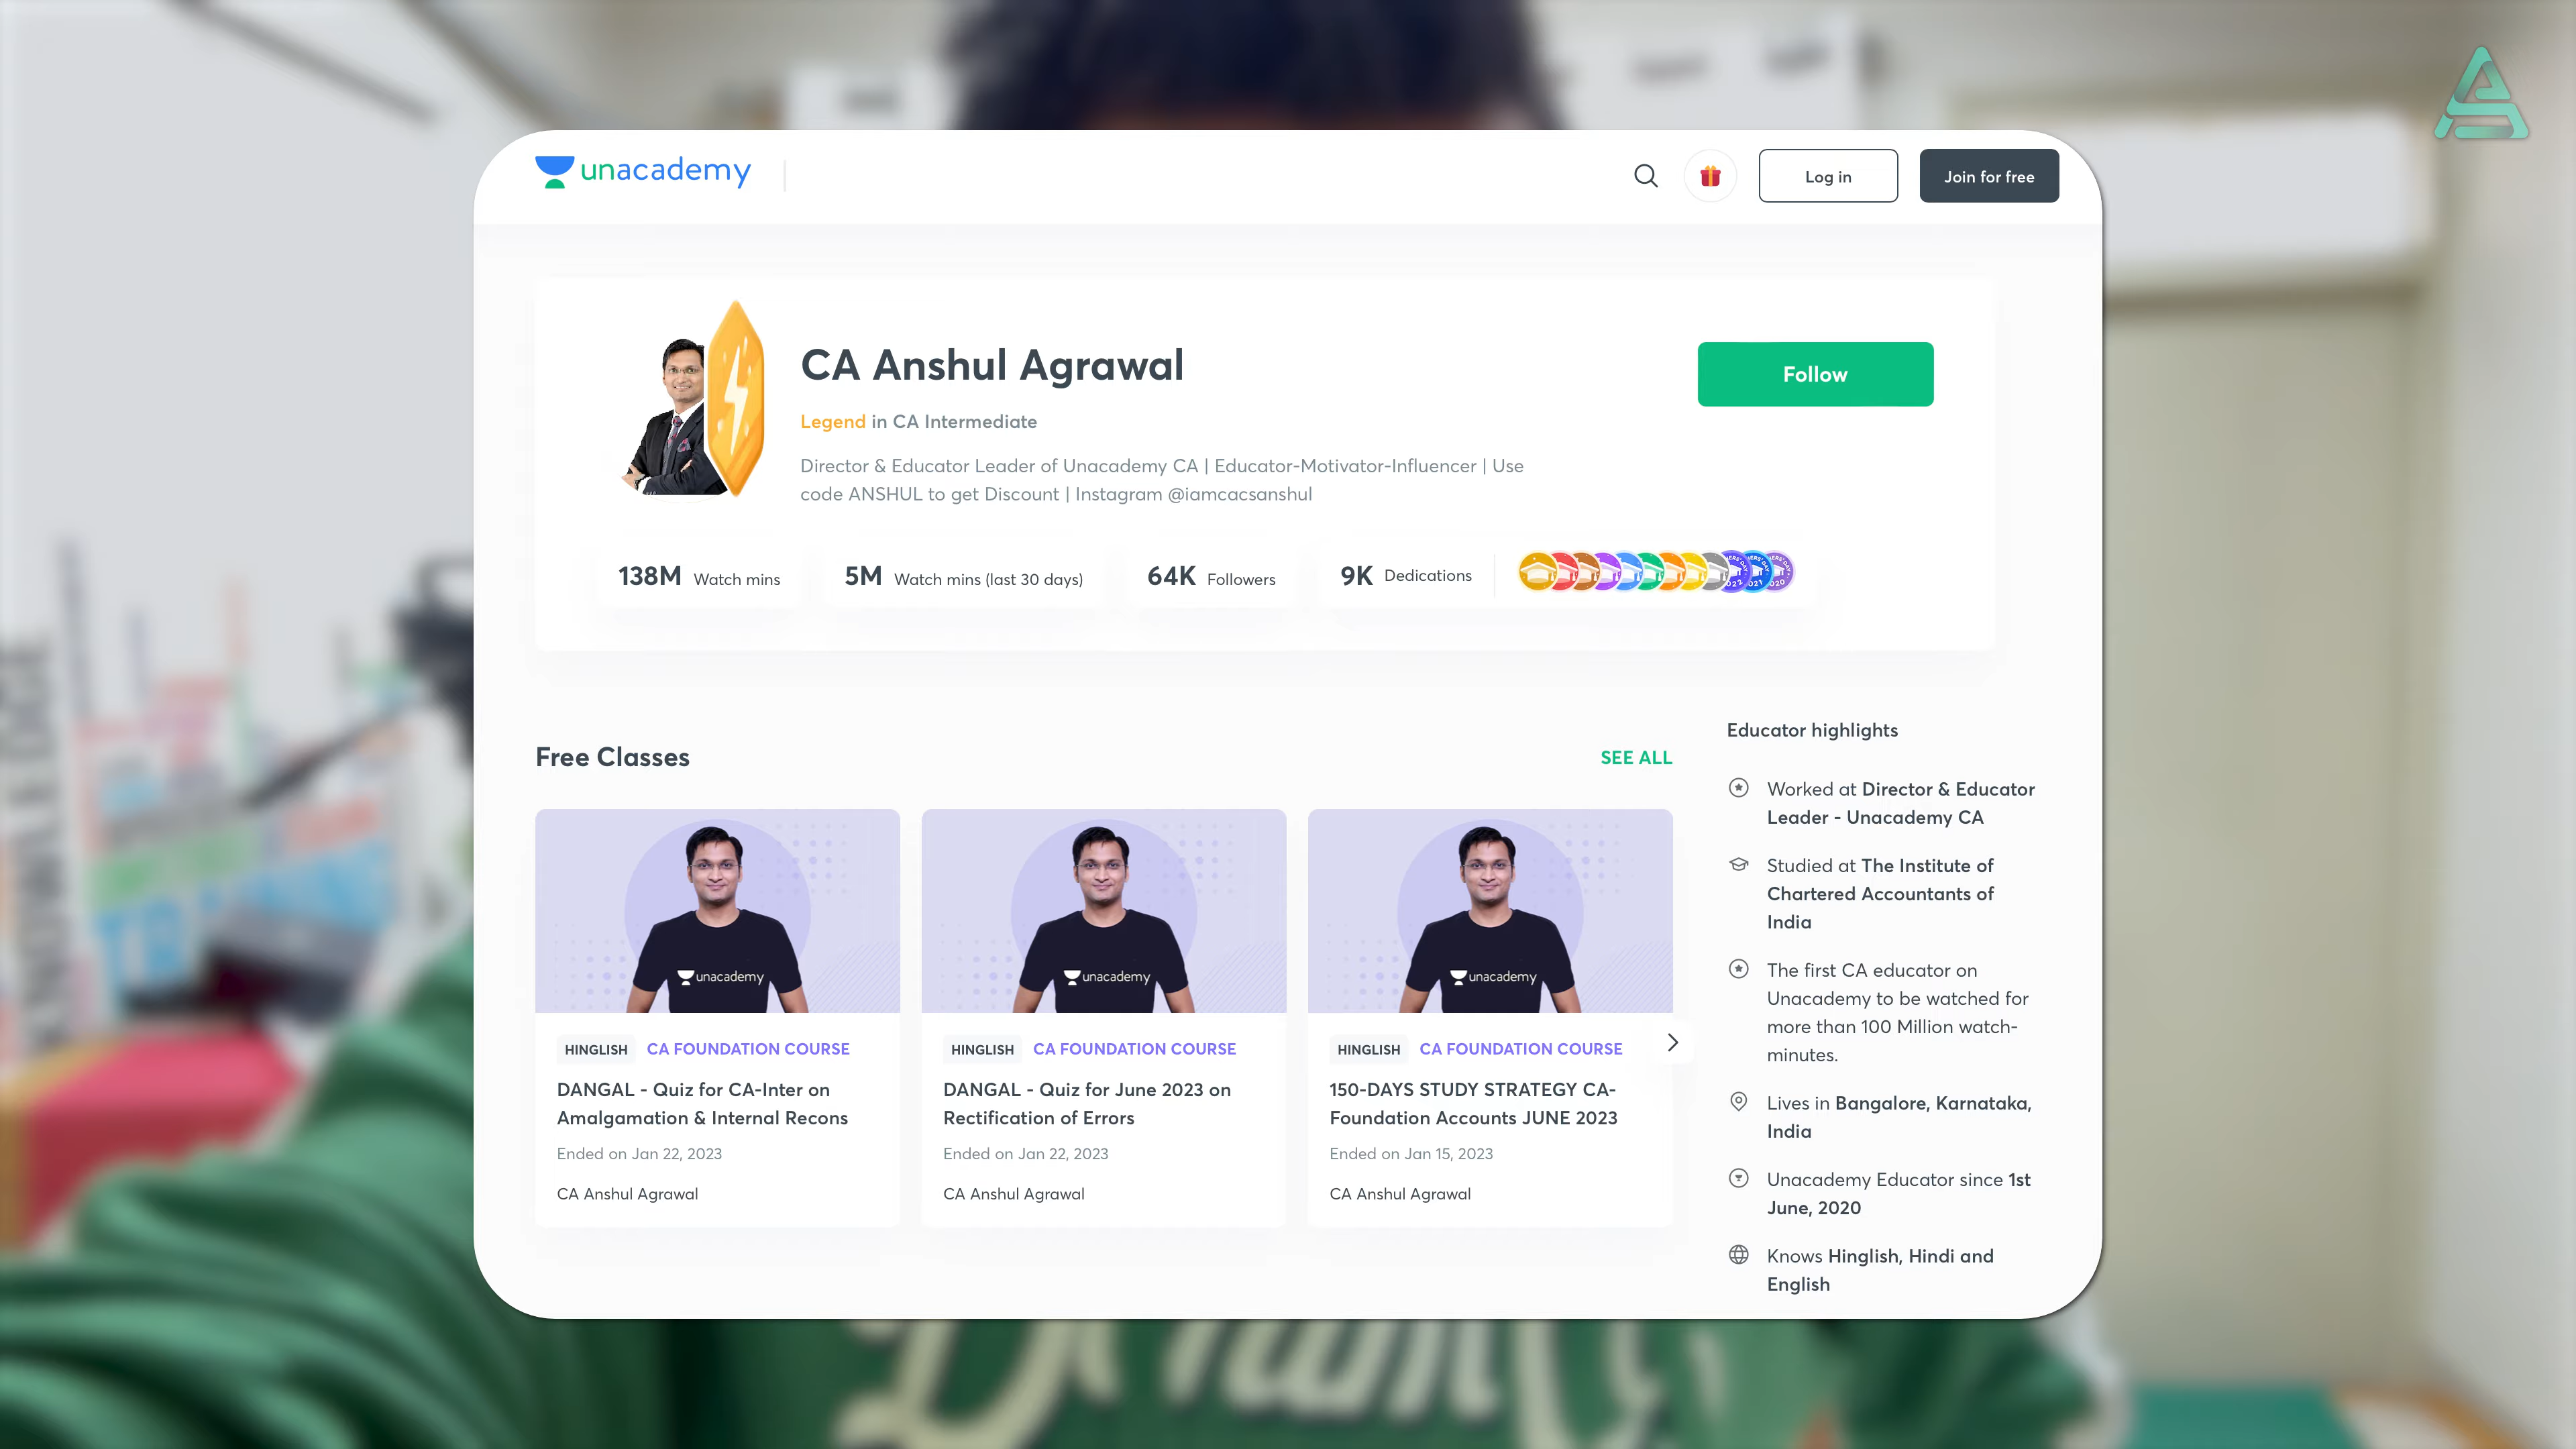 unacademy
Log in
Join for free
CA Anshul Agrawal
Follow
Legend in CA Intermediate
Director & Educator Leader of Unacademy CA | Educator-Motivator-Influencer | Use
code ANSHUL to get Discount | Instagram @iamcacsanshul
138M Watch mins
5M Watch mins (last 30 days)
64K Followers
9K Dedications
Free Classes
SEE ALL
unacademy
HINGLISH CA FOUNDATION COURSE
DANGAL - Quiz for CA-Inter on
Amalgamation & Internal Recons
Ended on Jan 22, 2023
CA Anshul Agrawal
unacademy
HINGLISH CA FOUNDATION COURSE
DANGAL - Quiz for June 2023 on
Rectification of Errors
Ended on Jan 22, 2023
CA Anshul Agrawal
unacademy
HINGLISH CA FOUNDATION COURSE
150-DAYS STUDY STRATEGY CA-
Foundation Accounts JUNE 2023
Ended on Jan 15, 2023
CA Anshul Agrawal
Educator highlights
Worked at Director & Educator
Leader - Unacademy CA
Studied at The Institute of
Chartered Accountants of
India
The first CA educator on
Unacademy to be watched for
more than 100 Million watch-
minutes.
Lives in Bangalore, Karnataka,
India
Unacademy Educator since 1st
June, 2020
Knows Hinglish, Hindi and
English